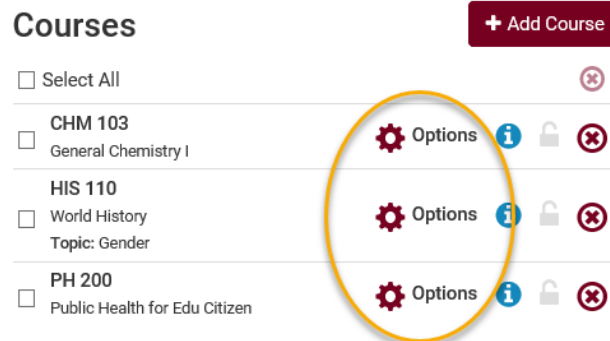 Courses
+ Add Course
Select All
CHM 103
General Chemistry I
Options
HIS 110
World History
Topic: Gender
Options
PH 200
Public Health for Edu Citizen
Options